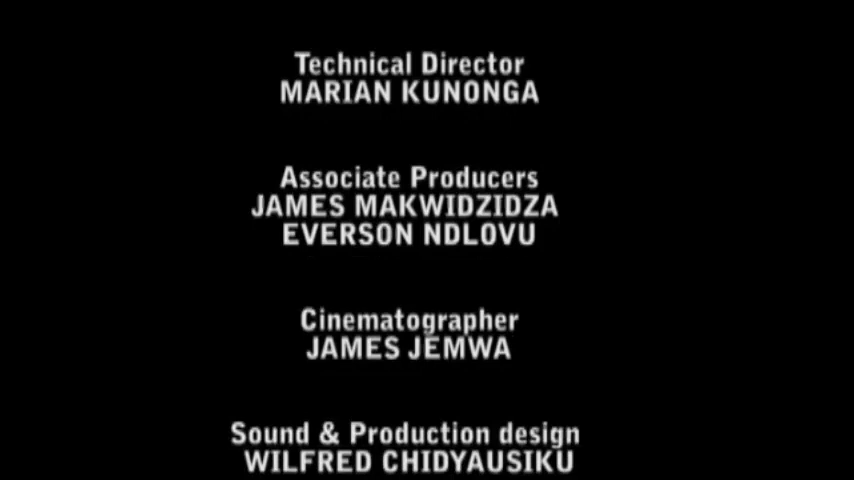 Technical Director
MARIAN KUNONGA
Associate Producers
JAMES MAKWIDZIDZA
EVERSON NDLOVU
Cinematographer
JAMES JEMWA
Sound & Production design
WILFRED CHIDYAUSIKU